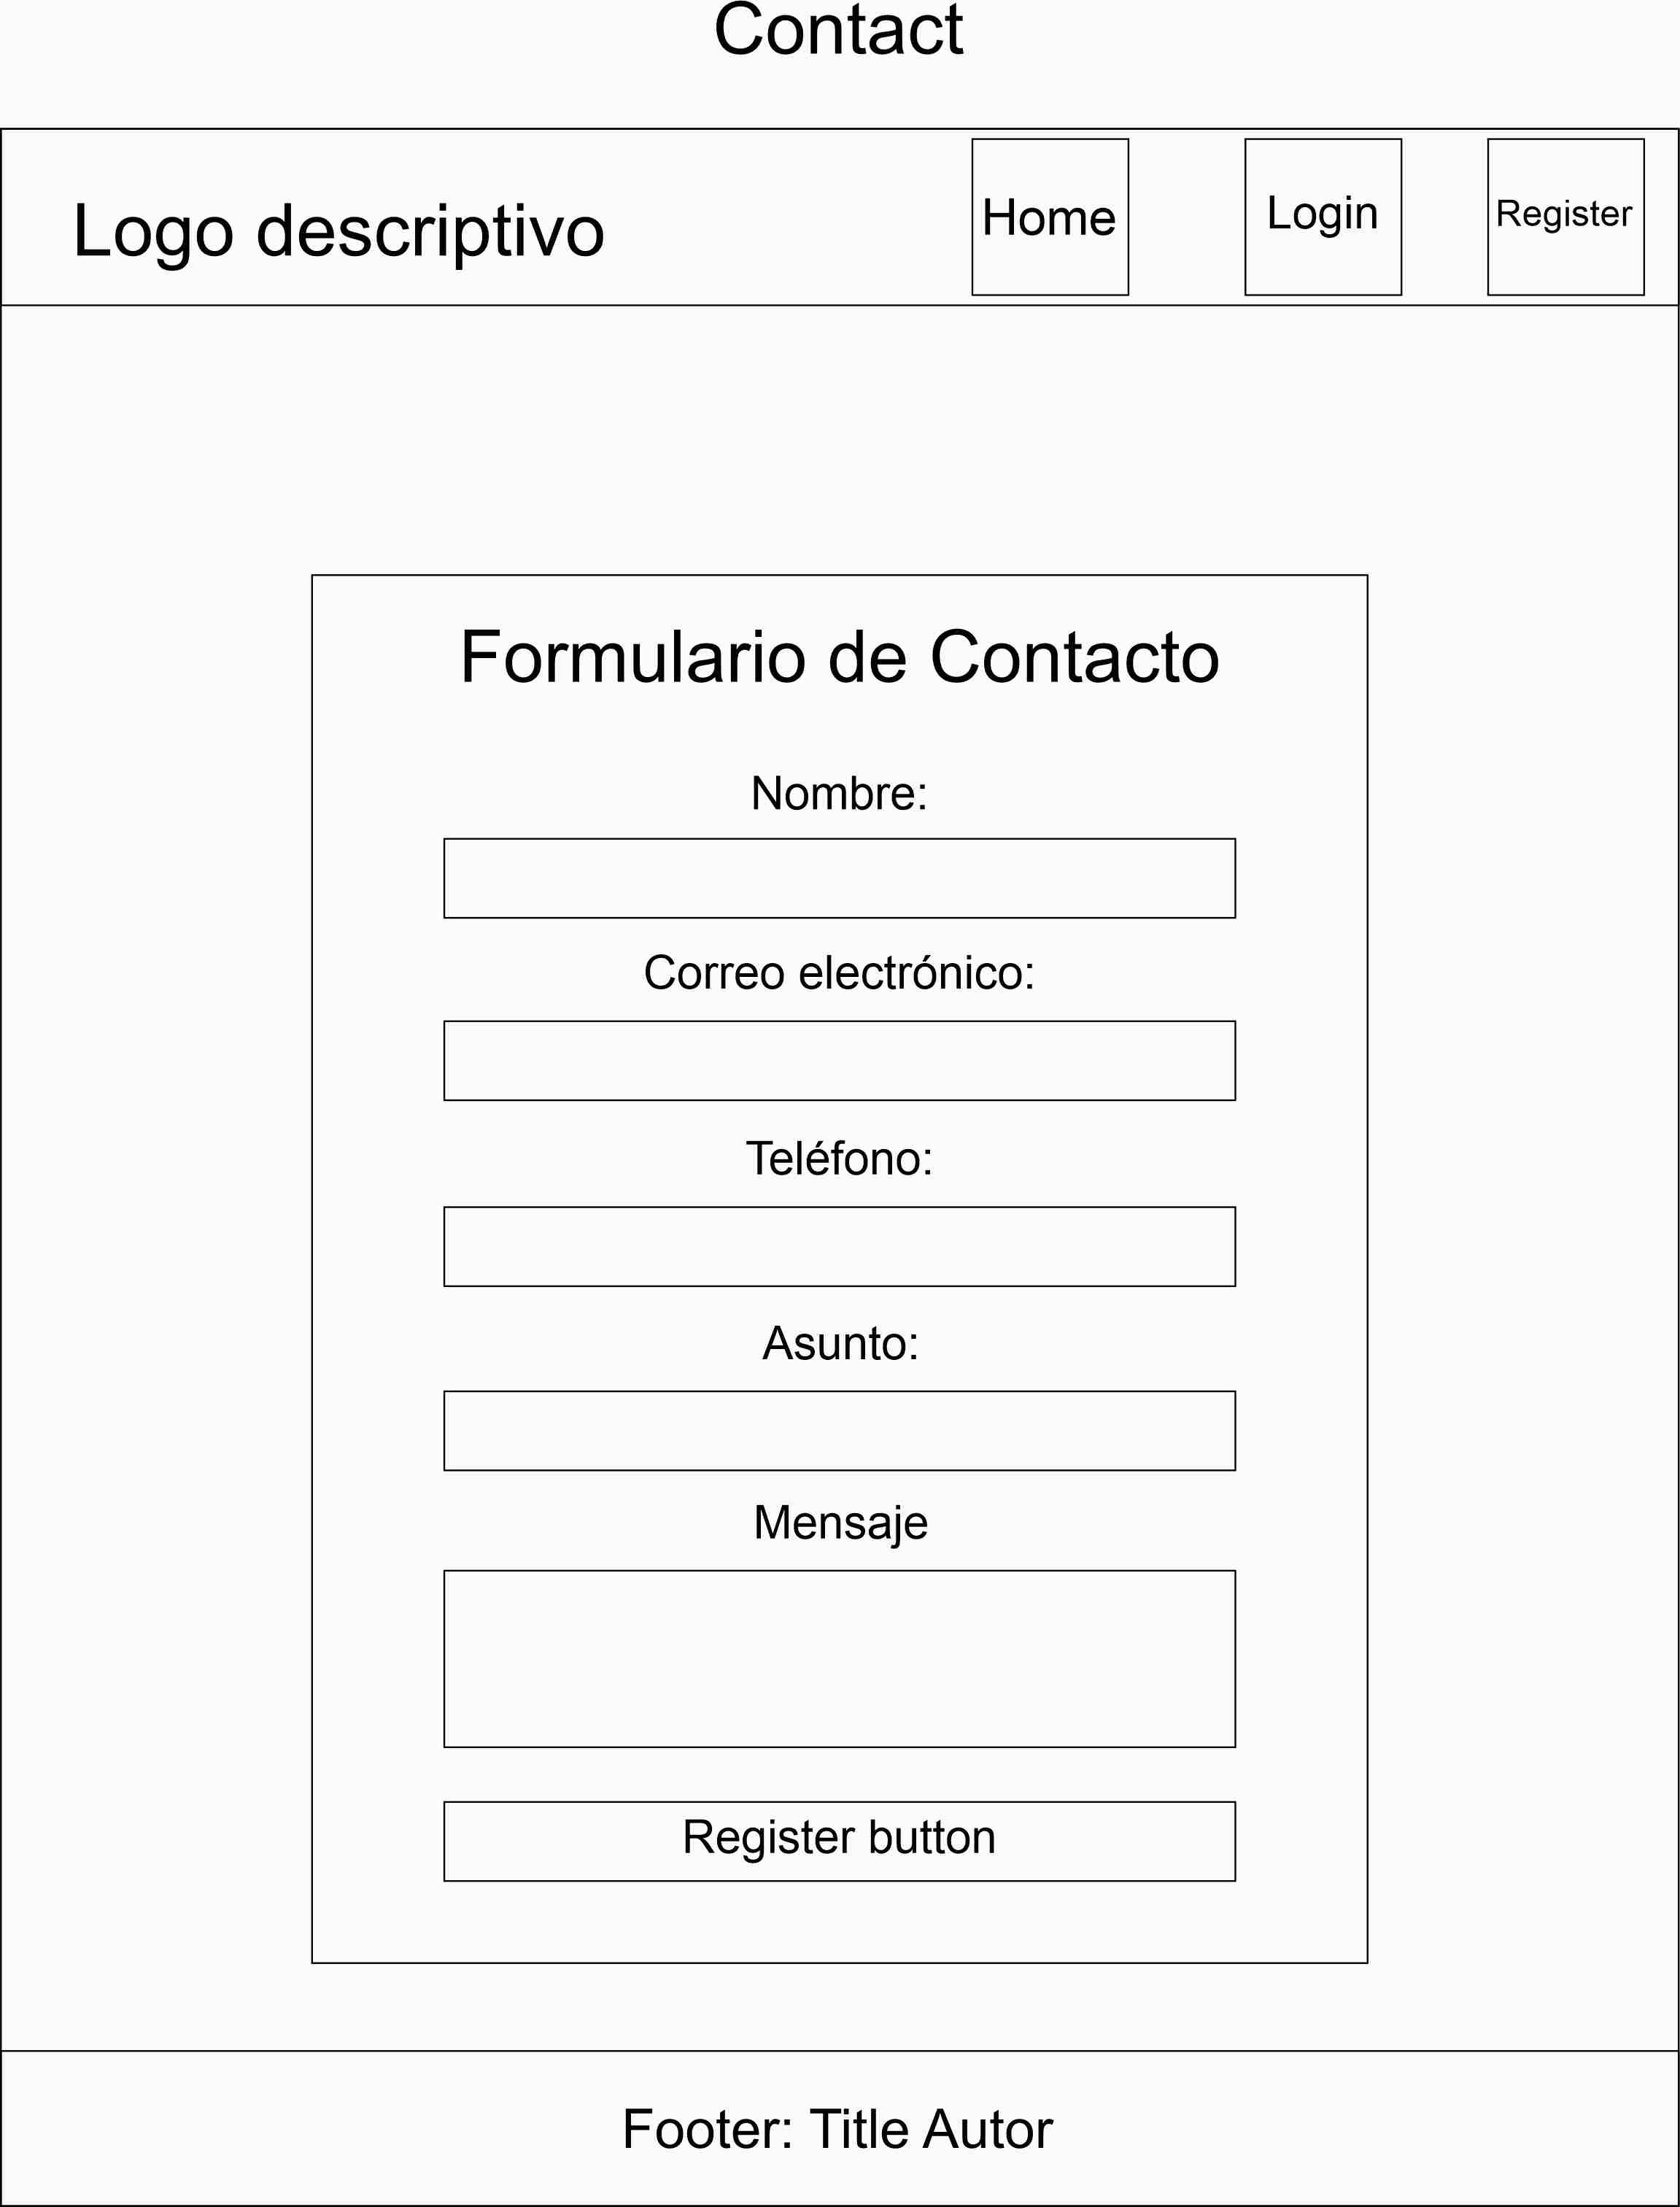 Contact
Logo descriptivo
Home
Login
Register
Formulario de Contacto
Nombre:
Correo electrónico:
Teléfono:
Asunto:
Mensaje
Register button
Footer: Title Autor